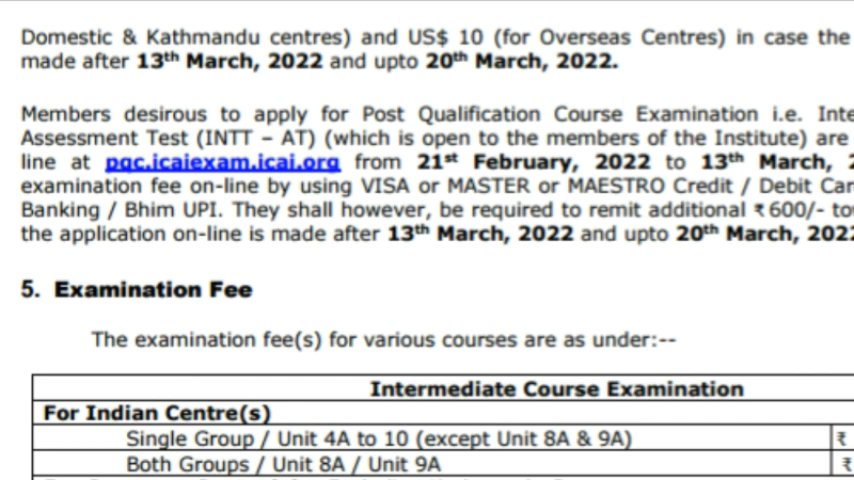 Domestic & Kathmandu centres) and US$ 10 (for Overseas Centres) in case the
made after 13th March, 2022 and upto 20th March, 2022.
Members desirous to apply for Post Qualification Course Examination i.e.
Assessment Test (INTT – AT) (which is open to the members of the Institute) are
line at pqc.icaiexam.icai.org from 21st February, 2022 to 13th March,
examination fee on-line by using VISA or MASTER or MAESTRO Credit / Debit
Banking / Bhim UPI. They shall however, be required to remit additional ₹600/-
the application on-line is made after 13th March, 2022 and upto 20th March, 2022
5. Examination Fee
The examination fee(s) for various courses are as under:--
Intermediate Course Examination
For Indian Centre(s)
Single Group / Unit 4A to 10 (except Unit 8A & 9A) ₹
Both Groups / Unit 8A / Unit 9A ₹